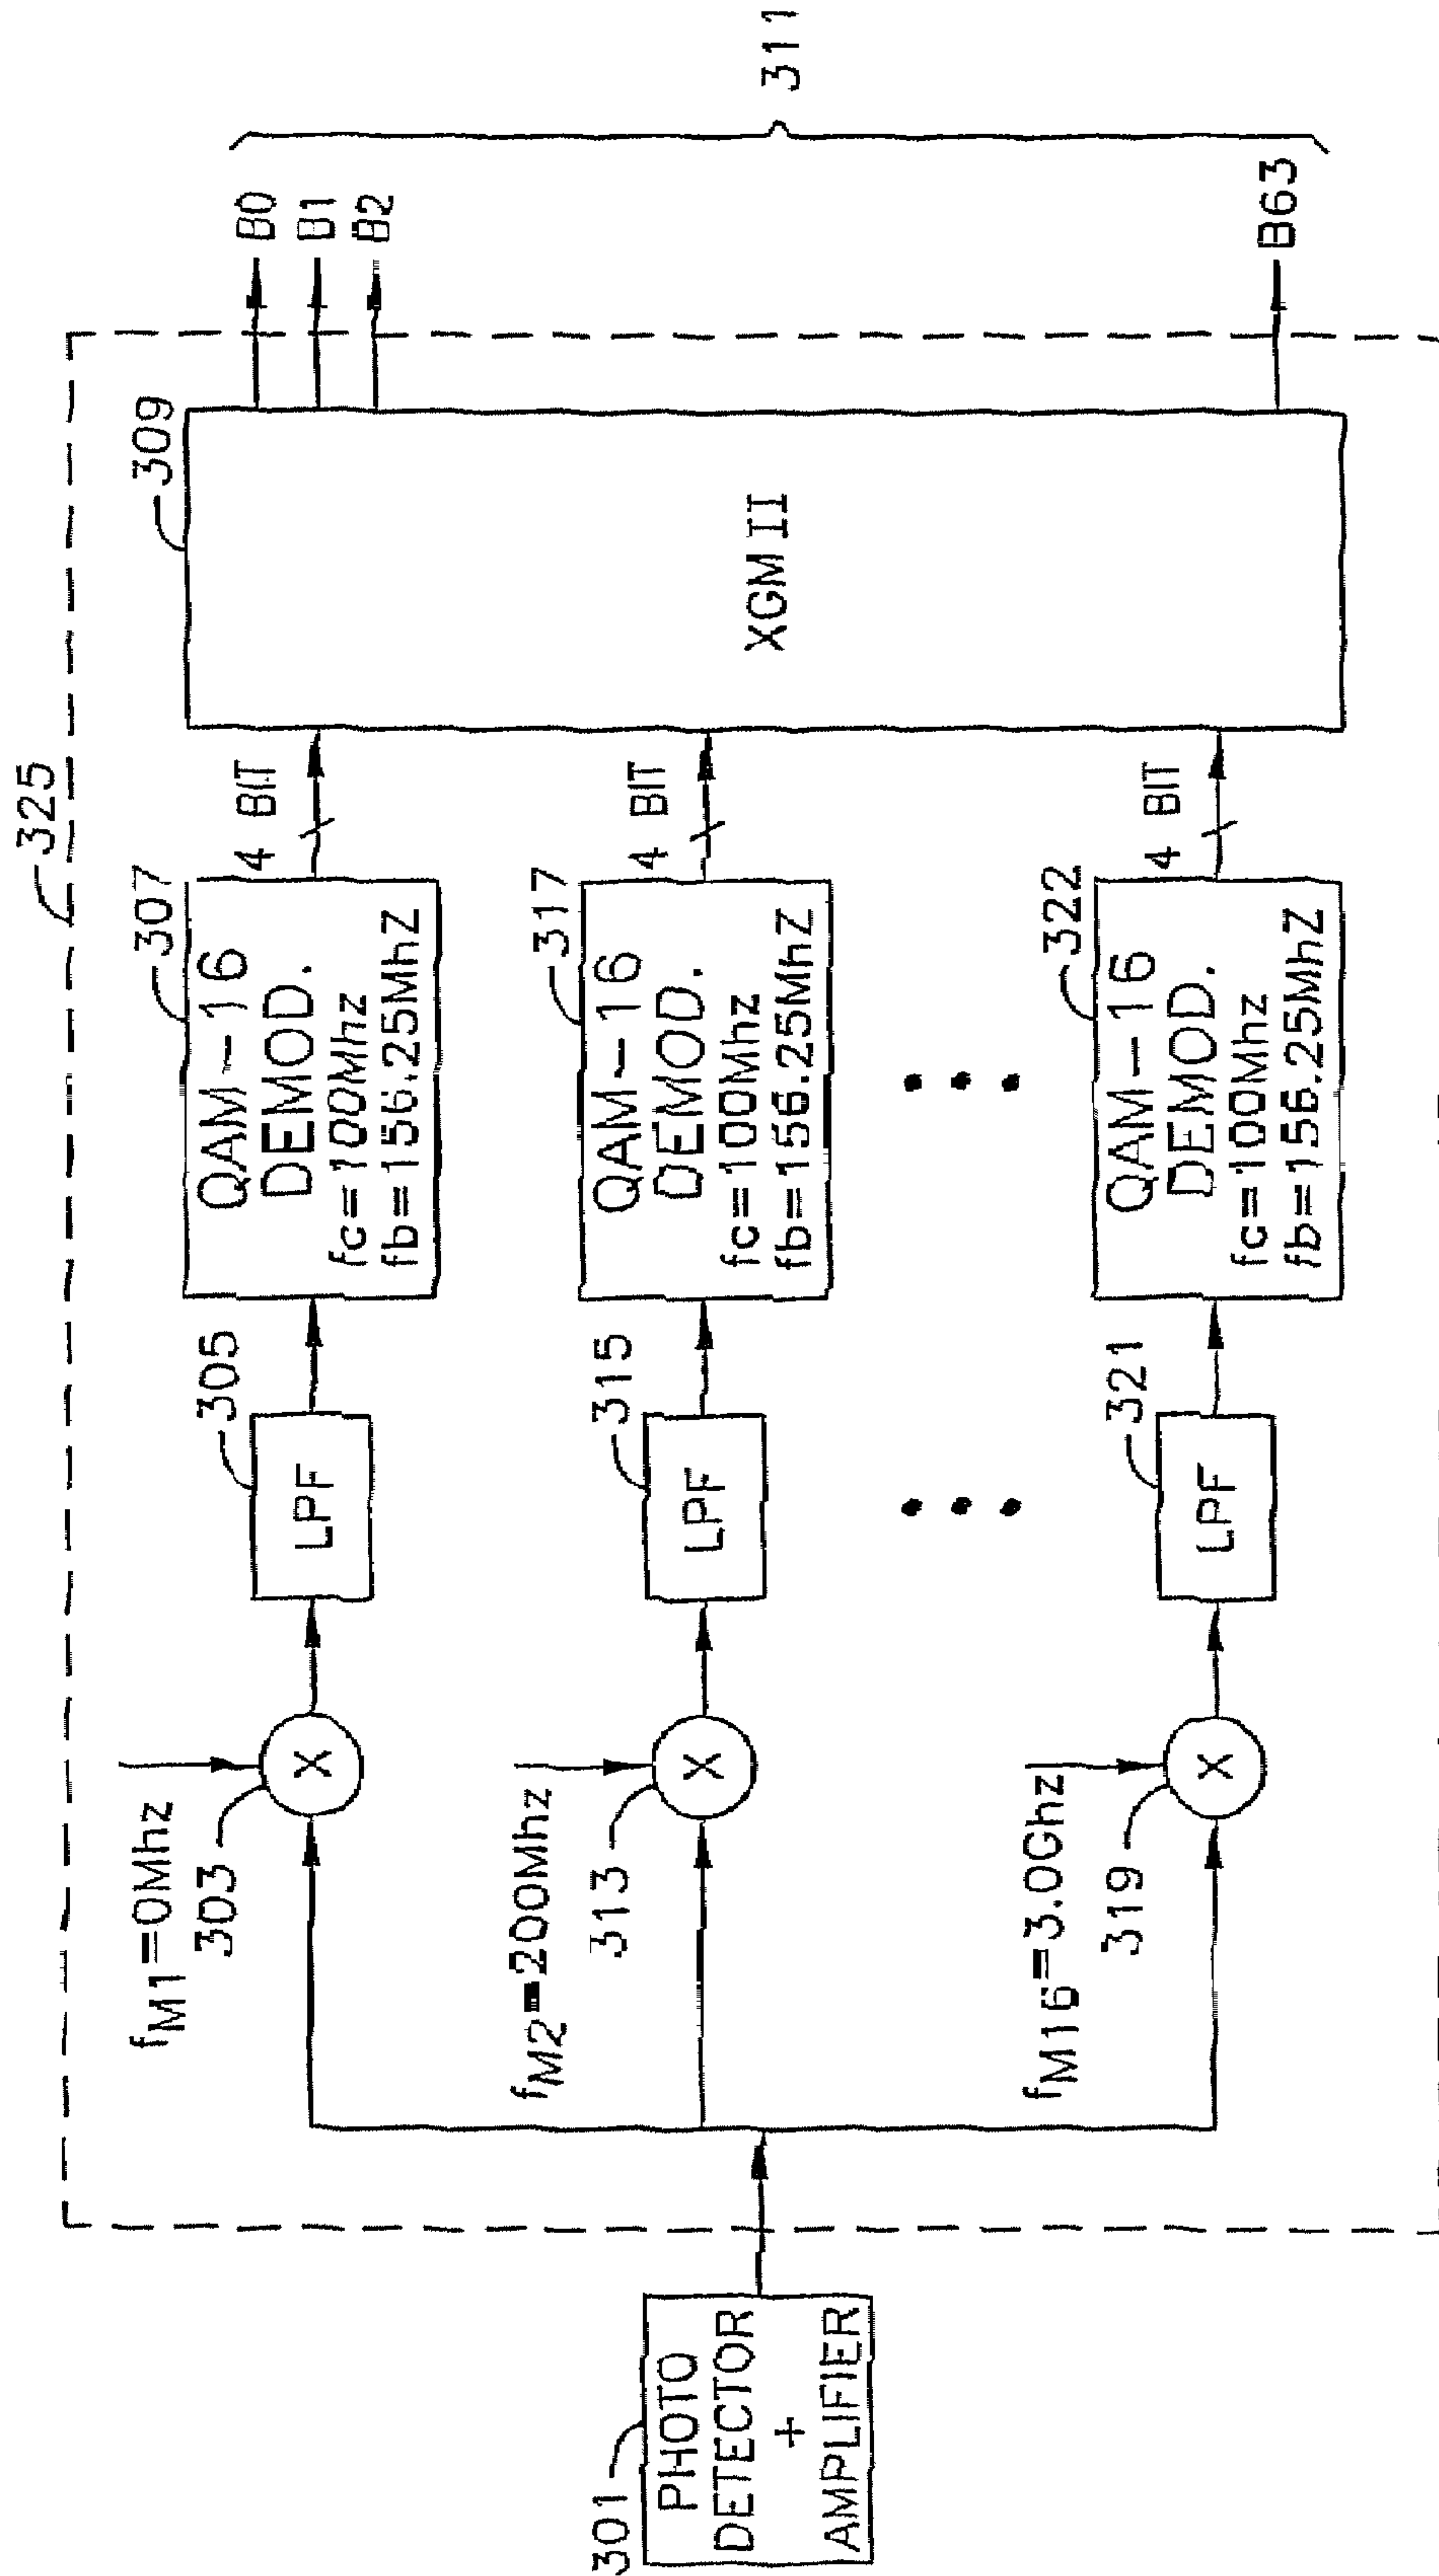 325
301
PHOTO
DETECTOR
+
AMPLIFIER
fM1=0Mhz
303
X
305
LPF
307
QAM-16
DEMOD.
fc=100Mhz
fb=156.25MhZ
4 BIT
fM2=200Mhz
313
X
315
LPF
317
QAM-16
DEMOD.
fc=100Mhz
fb=156.25MhZ
4 BIT
fM16=3.0Ghz
319
X
321
LPF
322
QAM-16
DEMOD.
fc=100Mhz
fb=156.25MhZ
4 BIT
309
XGMII
B0
B1
B2
B63
311